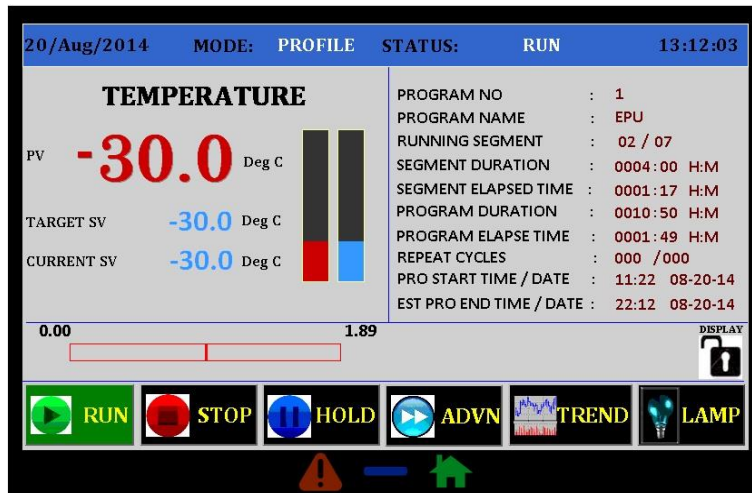 20/Aug/2014 MODE: PROFILE STATUS: RUN 13:12:03
TEMPERATURE
PV -30.0 Deg C
TARGET SV -30.0 Deg C
CURRENT SV -30.0 Deg C
PROGRAM NO : 1
PROGRAM NAME : EPU
RUNNING SEGMENT : 02 / 07
SEGMENT DURATION : 0004:00 H:M
SEGMENT ELAPSED TIME : 0001:17 H:M
PROGRAM DURATION : 0010:50 H:M
PROGRAM ELAPSE TIME : 0001:49 H:M
REPEAT CYCLES : 000 /000
PRO START TIME / DATE : 11:22 08-20-14
EST PRO END TIME / DATE : 22:12 08-20-14
0.00 1.89
DISPLAY
RUN STOP HOLD ADVN TREND LAMP